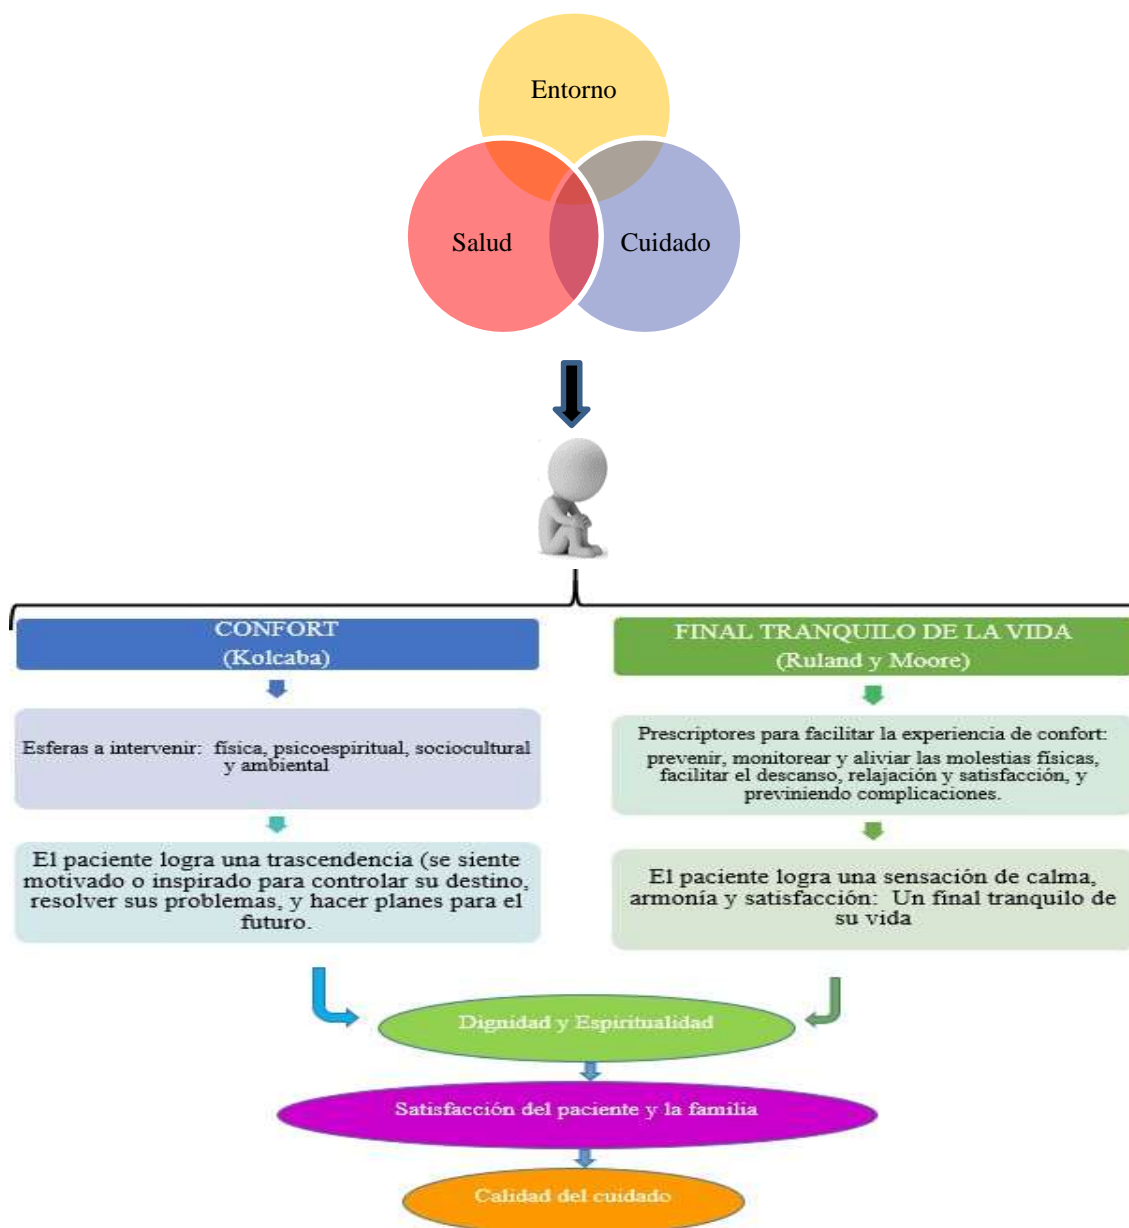 Entorno
Salud
Cuidado
CONFORT
(Kolcaba)
Esferas a intervenir: física, psicoespiritual, sociocultural
y ambiental
El paciente logra una trascendencia (se siente
motivado o inspirado para controlar su destino,
resolver sus problemas, y hacer planes para el
futuro.
FINAL TRANQUILO DE LA VIDA
(Ruland y Moore)
Prescriptores para facilitar la experiencia de confort:
prevenir, monitorear y aliviar las molestias físicas,
facilitar el descanso, relajación y satisfacción, y
previniendo complicaciones.
El paciente logra una sensación de calma,
armonía y satisfacción: Un final tranquilo de
su vida
Dignidad y Espiritualidad
Satisfacción del paciente y la familia
Calidad del cuidado